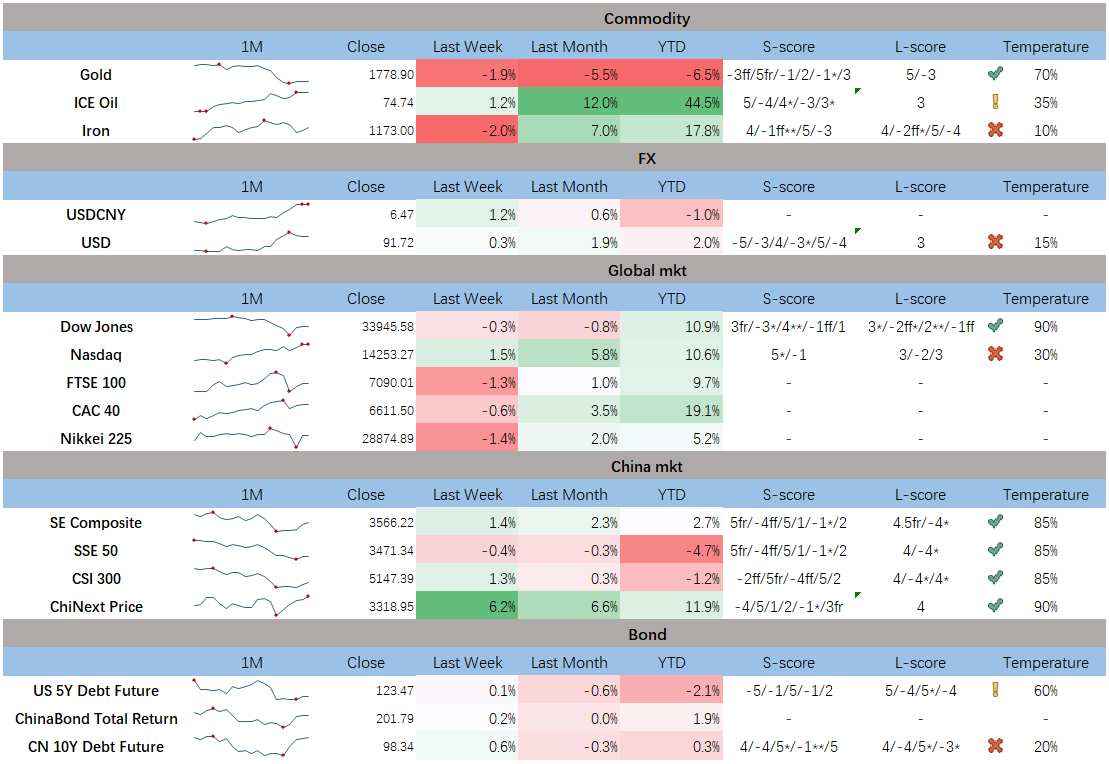 Commodity
1M Close Last Week Last Month YTD S-score L-score Temperature
Gold 1778.90 -1.9% -5.5% -6.5% -3ff/5fr/-1/2/-1*/3 5/-3 70%
ICE Oil 74.74 1.2% 12.0% 44.5% 5/-4/4*/-3/3* 3 35%
Iron 1173.00 -2.0% 7.0% 17.8% 4/-1ff**/5/-3 4/-2ff*/5/-4 10%
FX
1M Close Last Week Last Month YTD S-score L-score Temperature
USDCNY 6.47 1.2% 0.6% -1.0% - - -
USD 91.72 0.3% 1.9% 2.0% -5/-3/4/-3*/5/-4 3 15%
Global mkt
1M Close Last Week Last Month YTD S-score L-score Temperature
Dow Jones 33945.58 -0.3% -0.8% 10.9% 3fr/-3*/4**/-1ff/1 3*/-2ff*/2**/-1ff 90%
Nasdaq 14253.27 1.5% 5.8% 10.6% 5*/-1 3/-2/3 30%
FTSE 100 7090.01 -1.3% 1.0% 9.7% - - -
CAC 40 6611.50 -0.6% 3.5% 19.1% - - -
Nikkei 225 28874.89 -1.4% 2.0% 5.2% - - -
China mkt
1M Close Last Week Last Month YTD S-score L-score Temperature
SE Composite 3566.22 1.4% 2.3% 2.7% 5fr/-4ff/5/1/-1*/2 4.5fr/-4* 85%
SSE 50 3471.34 -0.4% -0.3% -4.7% 5fr/-4ff/5/1/-1*/2 4/-4* 85%
CSI 300 5147.39 1.3% 0.3% -1.2% -2ff/5fr/-4ff/5/2 4/-4*/4* 85%
ChiNext Price 3318.95 6.2% 6.6% 11.9% -4/5/1/2/-1*/3fr 4 90%
Bond
1M Close Last Week Last Month YTD S-score L-score Temperature
US 5Y Debt Future 123.47 0.1% -0.6% -2.1% -5/-1/5/-1/2 5/-4/5*/-4 60%
ChinaBond Total Return 201.79 0.2% 0.0% 1.9% - - -
CN 10Y Debt Future 98.34 0.6% -0.3% 0.3% 4/-4/5*/-1**/5 4/-4/5*/-3* 20%